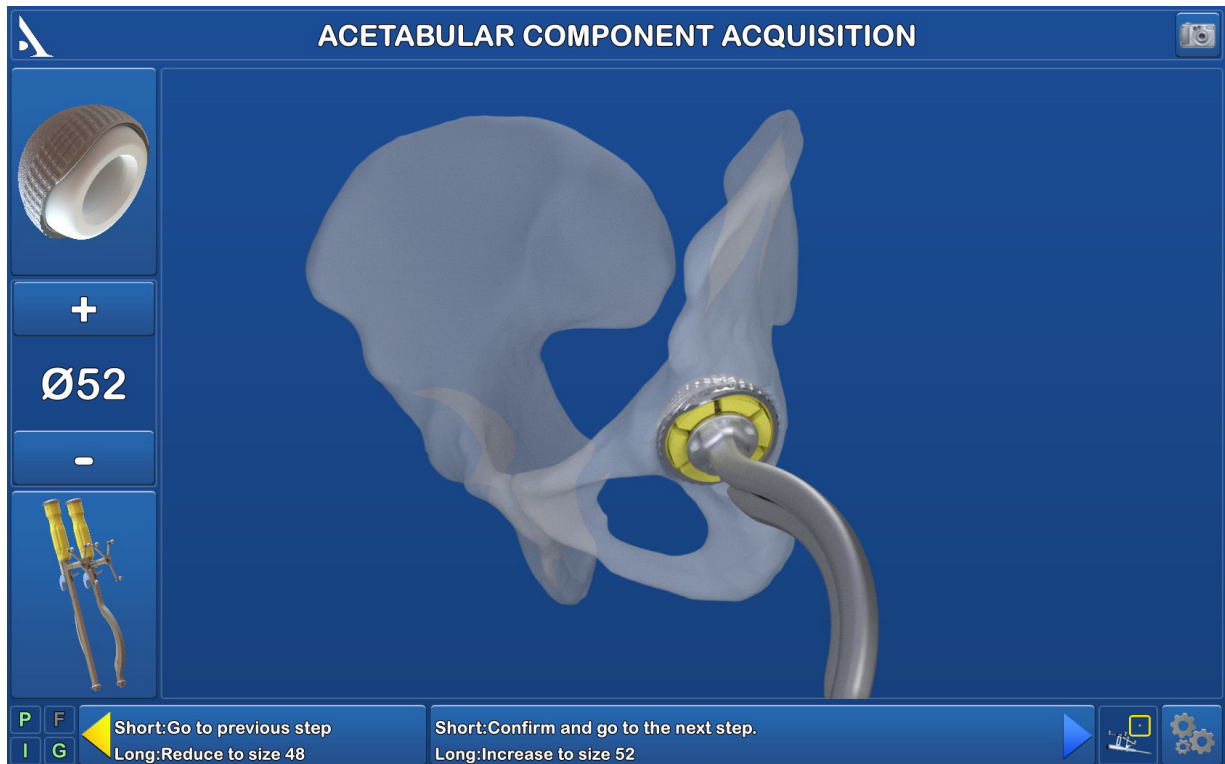 ACETABULAR COMPONENT ACQUISITION
+
Ø52
-
P F
I G
Short:Go to previous step
Long:Reduce to size 48
Short:Confirm and go to the next step.
Long:Increase to size 52